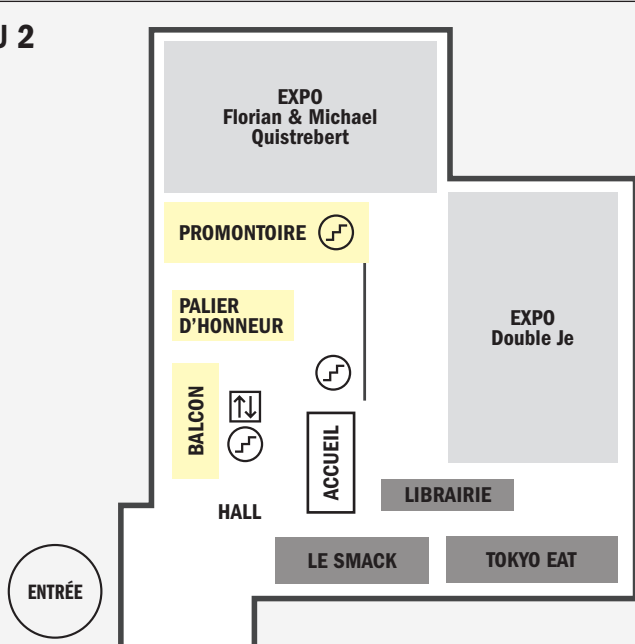 2
EXPO
Florian & Michael
Quistrebert
PROMONTOIRE
PALIER
D'HONNEUR
EXPO
Double Je
BALCON
ACCUEIL
HALL
LIBRAIRIE
LE SMACK
TOKYO EAT
ENTRÉE